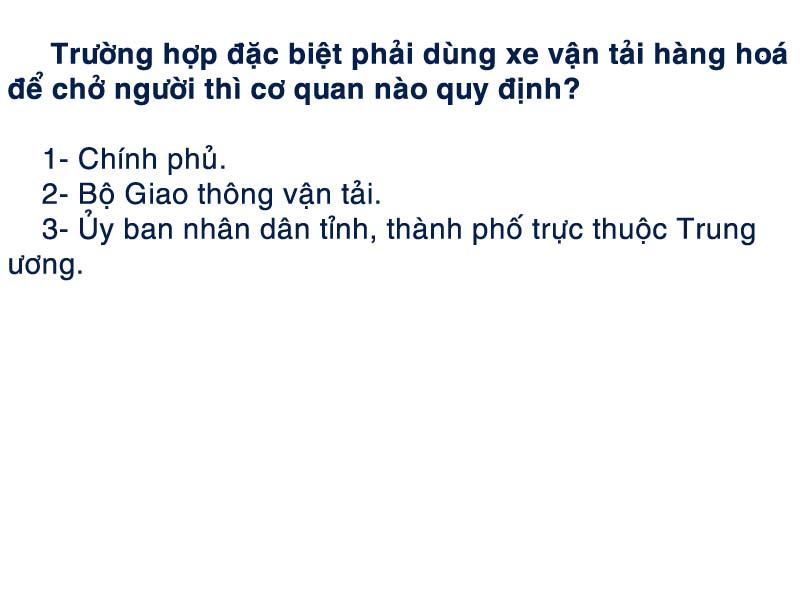 Trường hợp đặc biệt phải dùng xe vận tải hàng hoá
để chở người thì cơ quan nào quy định?
1- Chính phủ.
2- Bộ Giao thông vận tải.
3- Ủy ban nhân dân tỉnh, thành phố trực thuộc Trung
ương.